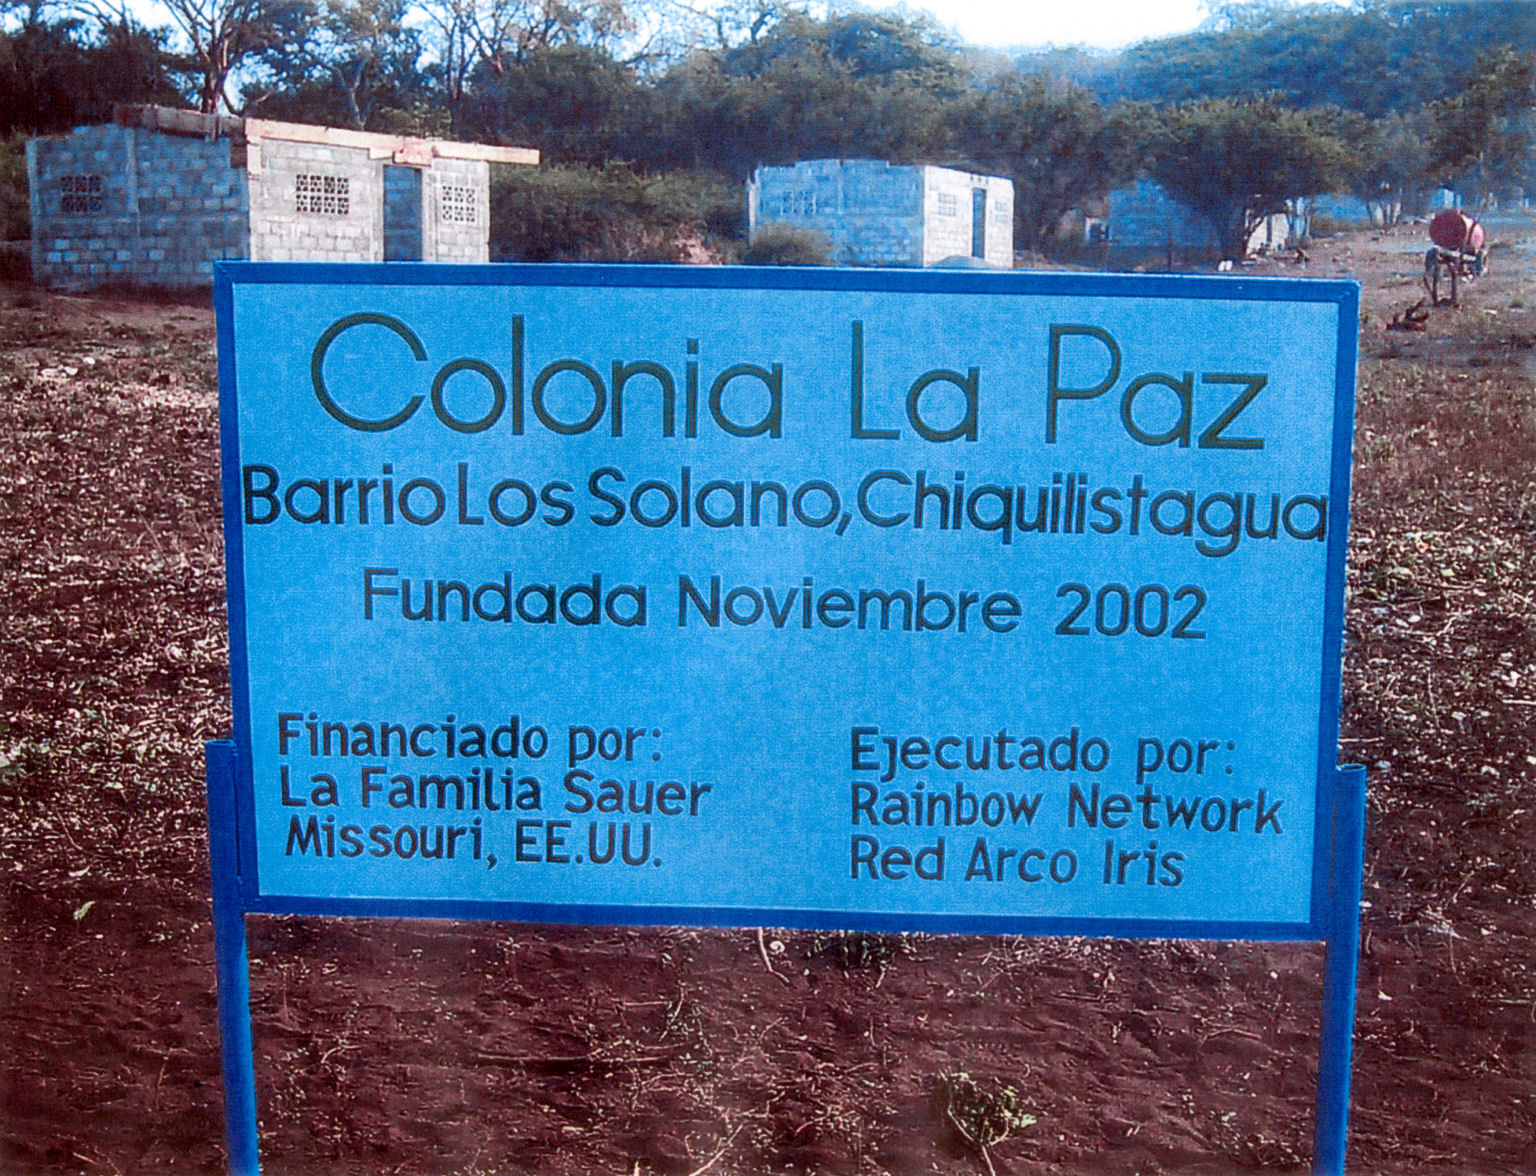 Colonia La Paz
Barrio Los Solano, Chiquilistagua
Fundada Noviembre 2002
Financiado por:
La Familia Sauer
Missouri, EE.UU.
Ejecutado por:
Rainbow Network
Red Arco Iris